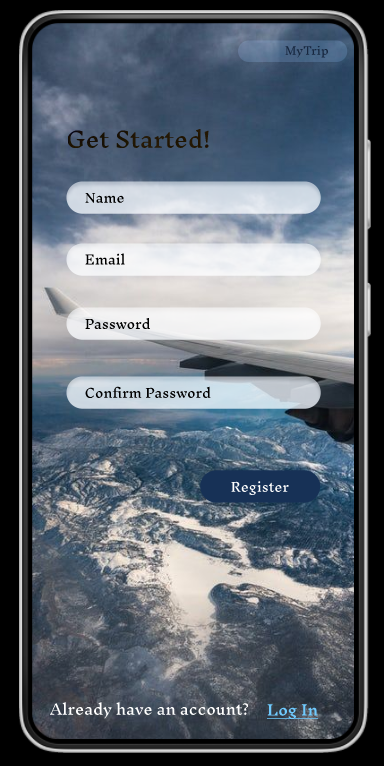 MyTrip
Get Started!
Name
Email
Password
Confirm Password
Register
Already have an account? Log In